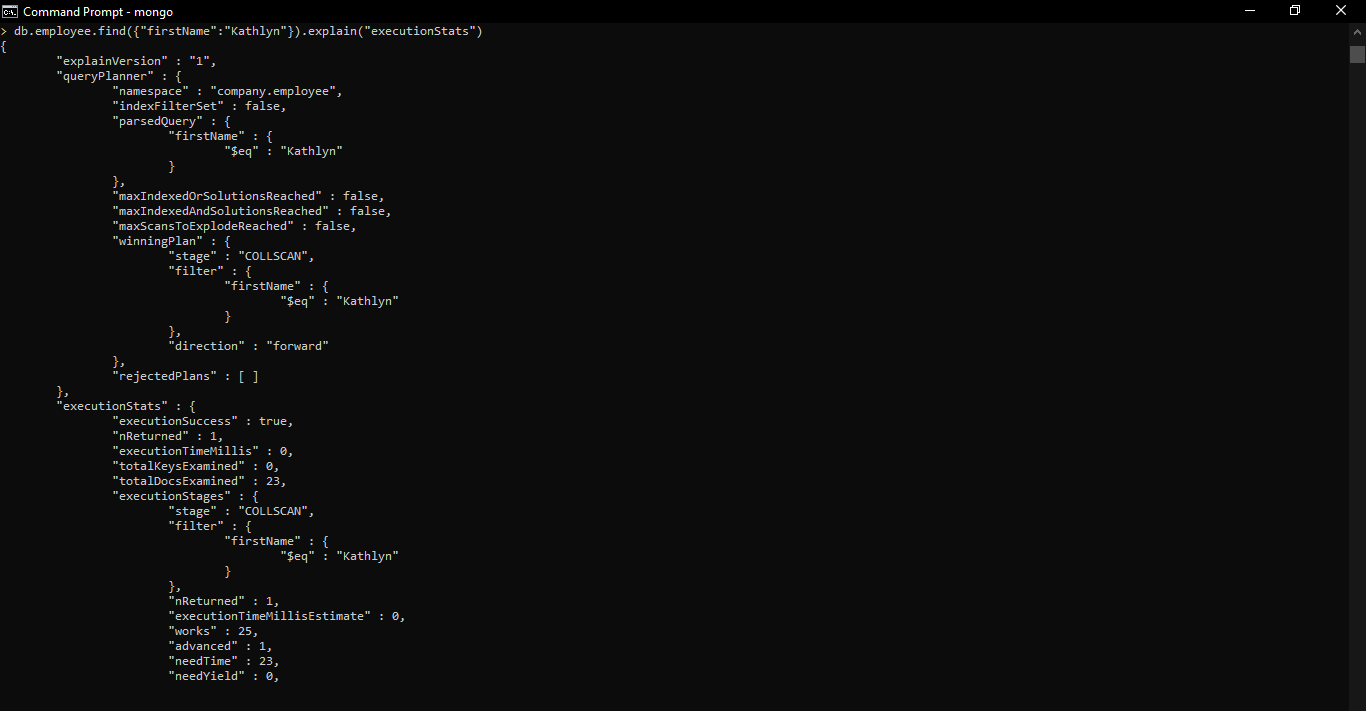 Command Prompt - mongo
> db.employee.find({"firstName":"Kathlyn"}).explain("executionStats")
{
        "explainVersion" : "1",
        "queryPlanner" : {
                "namespace" : "company.employee",
                "indexFilterSet" : false,
                "parsedQuery" : {
                        "firstName" : {
                                "$eq" : "Kathlyn"
                        }
                },
                "maxIndexedOrSolutionsReached" : false,
                "maxIndexedAndSolutionsReached" : false,
                "maxScansToExplodeReached" : false,
                "winningPlan" : {
                        "stage" : "COLLSCAN",
                        "filter" : {
                                "firstName" : {
                                        "$eq" : "Kathlyn"
                                }
                        },
                        "direction" : "forward"
                },
                "rejectedPlans" : [ ]
        },
        "executionStats" : {
                "executionSuccess" : true,
                "nReturned" : 1,
                "executionTimeMillis" : 0,
                "totalKeysExamined" : 0,
                "totalDocsExamined" : 23,
                "executionStages" : {
                        "stage" : "COLLSCAN",
                        "filter" : {
                                "firstName" : {
                                        "$eq" : "Kathlyn"
                                }
                        },
                        "nReturned" : 1,
                        "executionTimeMillisEstimate" : 0,
                        "works" : 25,
                        "advanced" : 1,
                        "needTime" : 23,
                        "needYield" : 0,